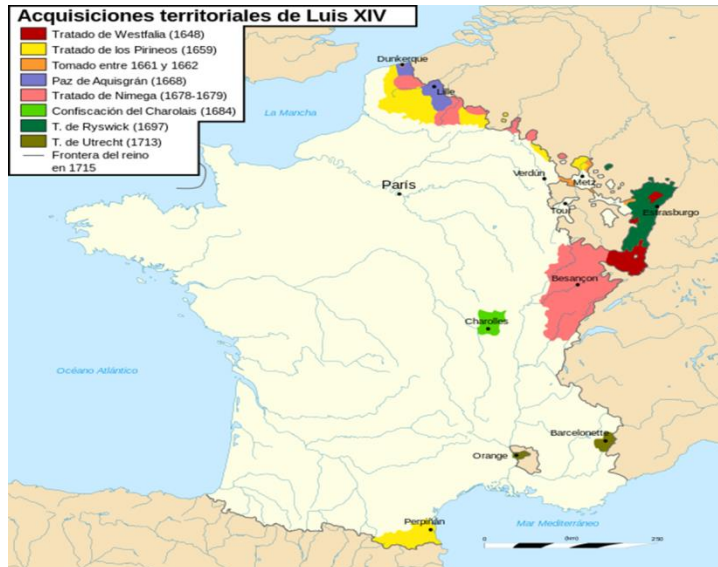 Acquisiciones territoriales de Luis XIV
Tratado de Westfalia (1648)
Tratado de los Pirineos (1659)
Tomado entre 1661 y 1662
Paz de Aquisgrán (1668)
Tratado de Nimega (1678-1679)
Confiscación del Charolais (1684)
T. de Ryswick (1697)
T. de Utrecht (1713)
Frontera del reino
en 1715
Dunkerque
Lille
La Mancha
Verdún
Metz
París
Toul
Estrasburgo
Besançon
Charolles
Océano Atlántico
Barcelonette
Orange
Perpiñán
Mar Mediterráneo
0
250